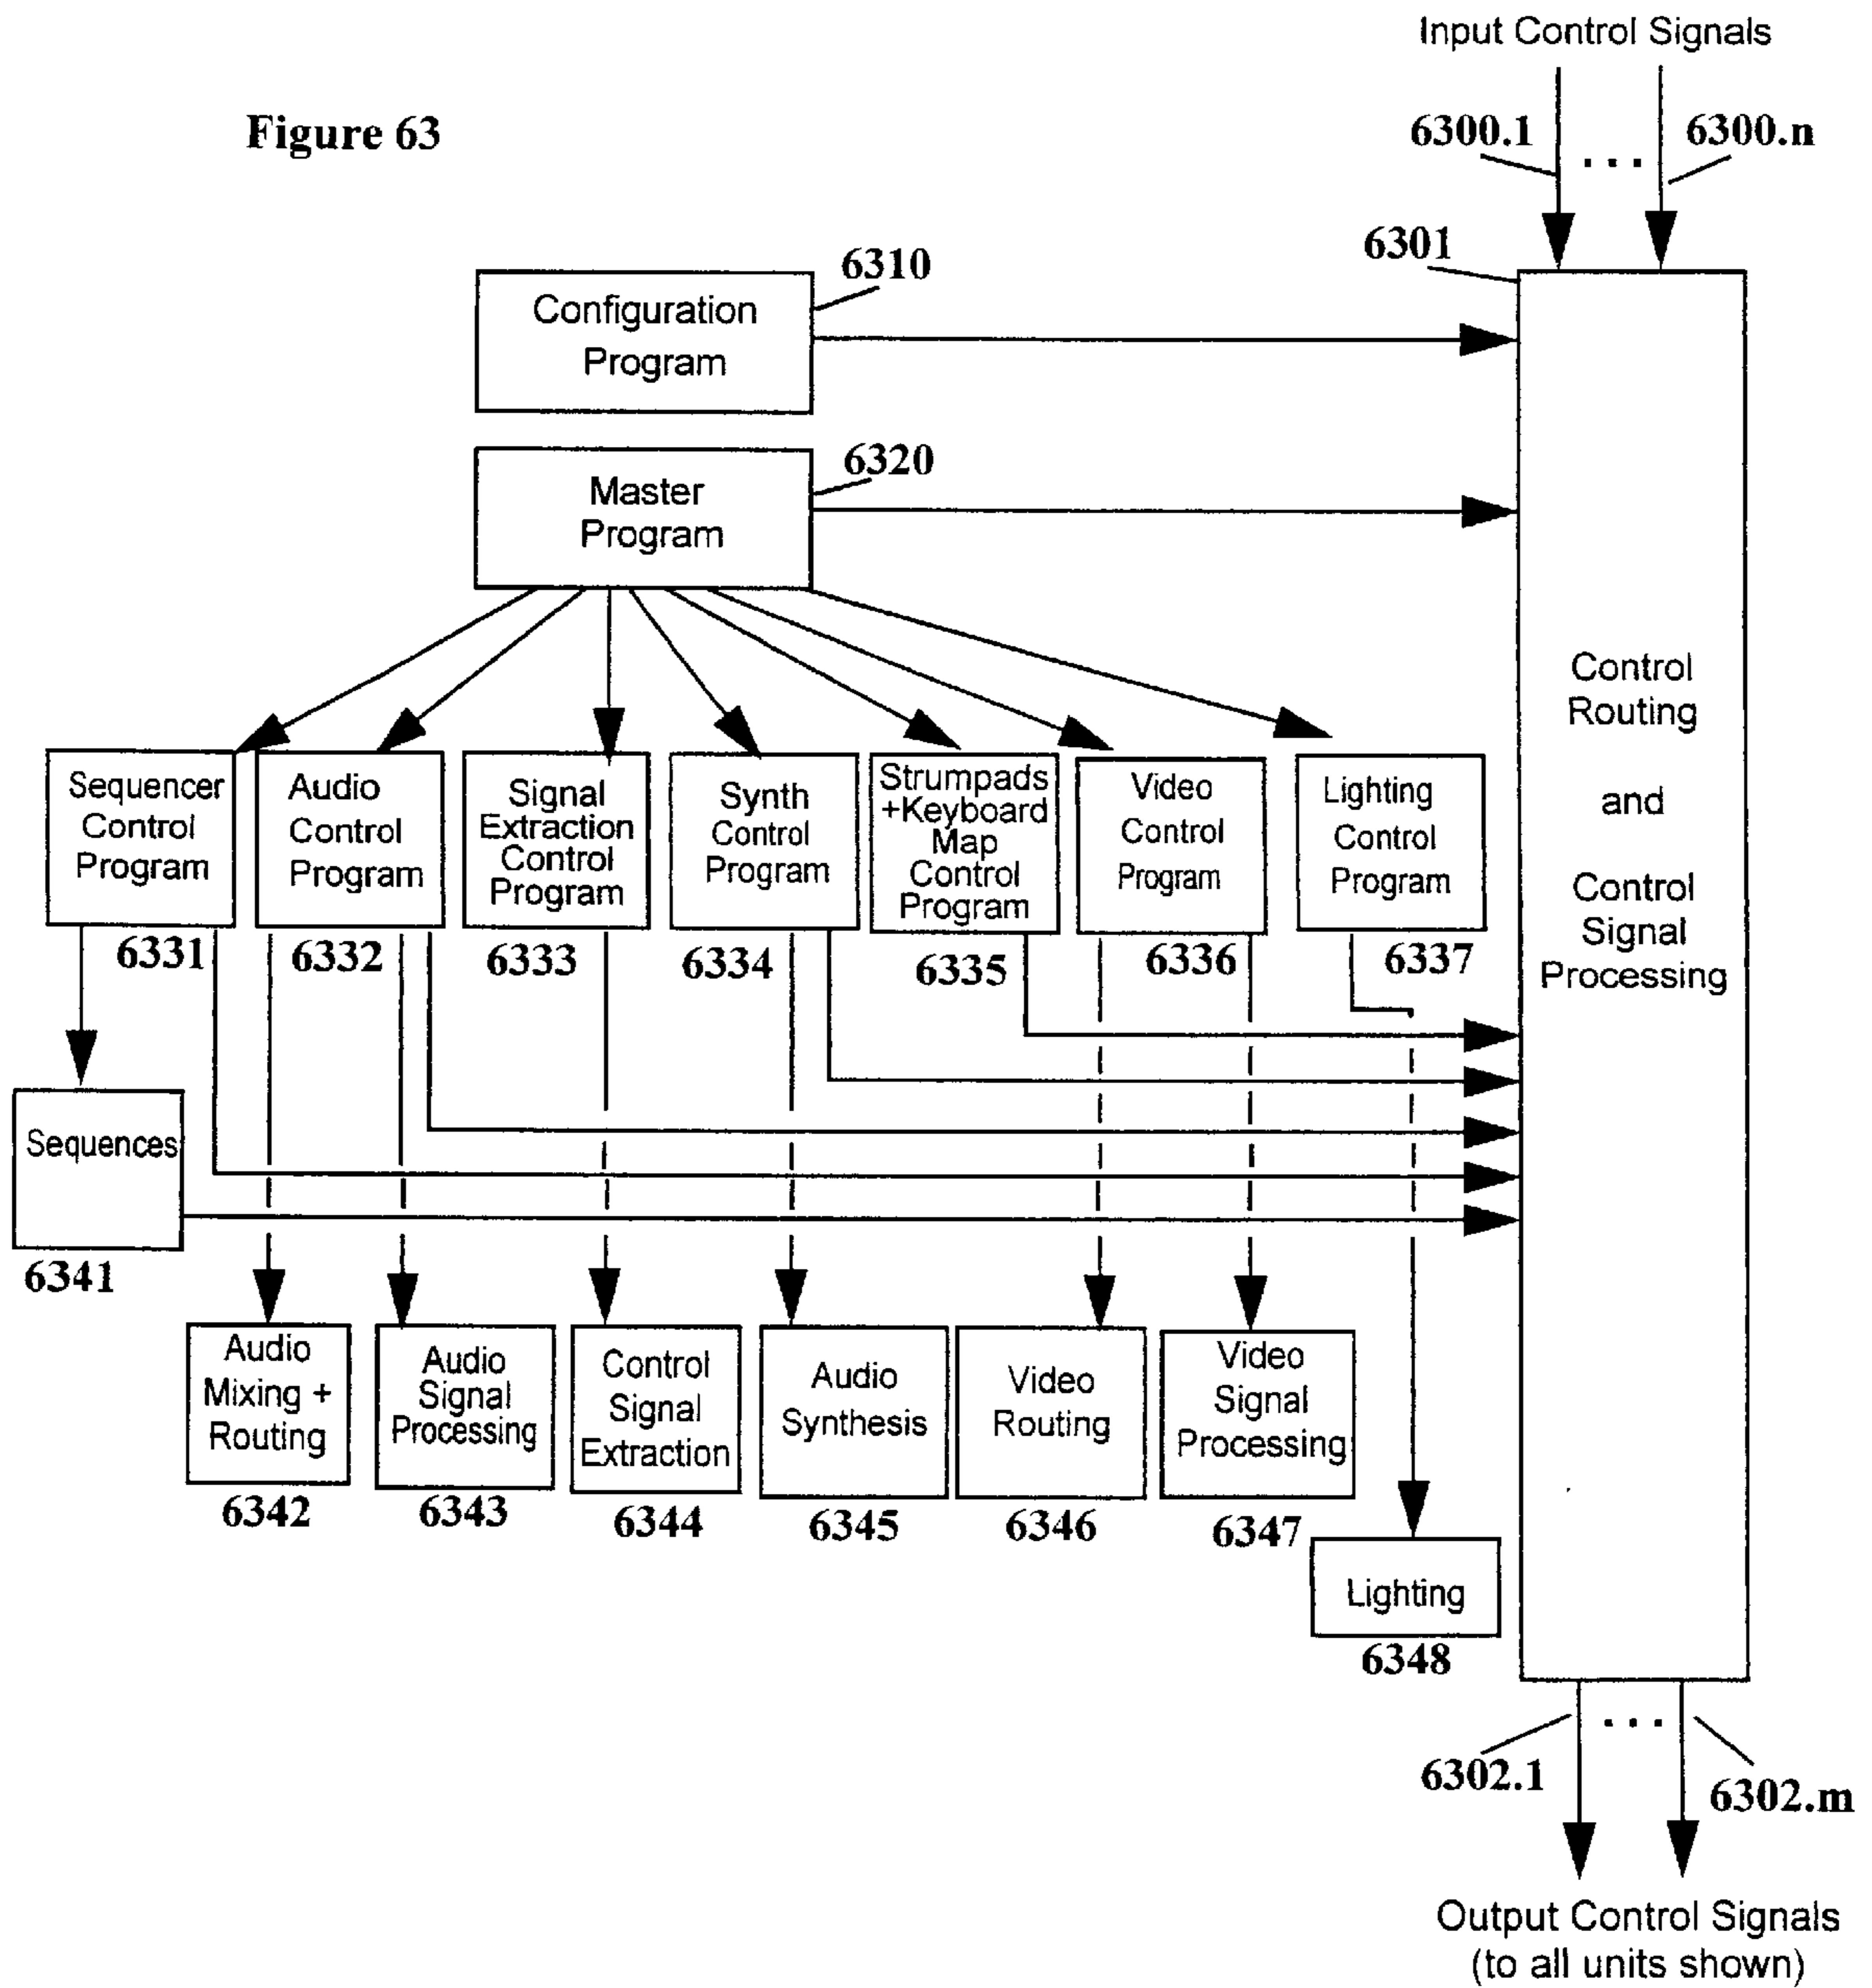 Input Control Signals
Figure 63
6300.1
...
6300.n
6301
6310
Configuration
Program
6320
Master
Program
Control
Routing
and
Control
Signal
Processing
Sequencer
Control
Program
6331
Audio
Control
Program
6332
Signal
Extraction
Control
Program
6333
Synth
Control
Program
6334
Strumpads
+Keyboard
Map
Control
Program
6335
Video
Control
Program
6336
Lighting
Control
Program
6337
Sequences
6341
Audio
Mixing +
Routing
6342
Audio
Signal
Processing
6343
Control
Signal
Extraction
6344
Audio
Synthesis
6345
Video
Routing
6346
Video
Signal
Processing
6347
Lighting
6348
6302.1
...
6302.m
Output Control Signals
(to all units shown)